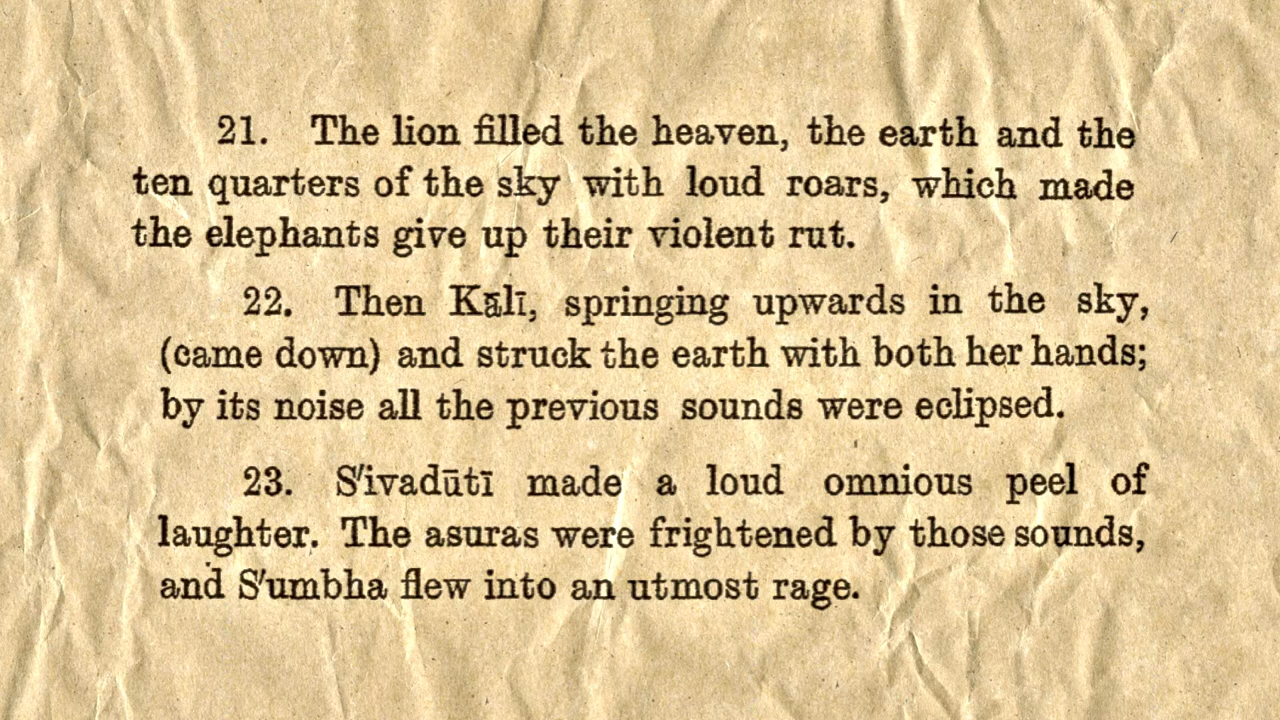 21. The lion filled the heaven, the earth and the
ten quarters of the sky with loud roars, which made
the elephants give up their violent rut.
22. Then Kālī, springing upwards in the sky,
(came down) and struck the earth with both her hands;
by its noise all the previous sounds were eclipsed.
23. S'ivadūtī made a loud omnious peel of
laughter. The asuras were frightened by those sounds,
and S'umbha flew into an utmost rage.